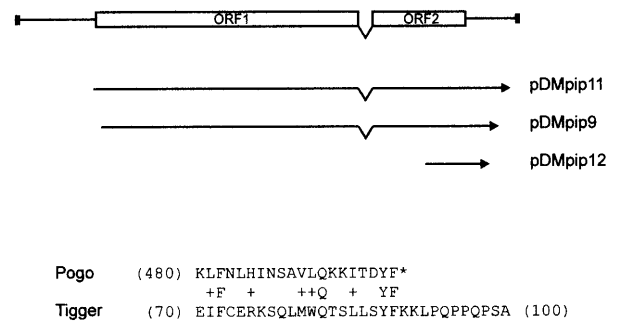 ORF1 ORF2
pDMpip11
pDMpip9
pDMpip12
Pogo (480) KLFNLHINSAVLQKKITDYF*
+F + ++Q + YF
Tigger (70) EIFCERKSQLMWQTSLLSYFKKLPQPPQPSA (100)